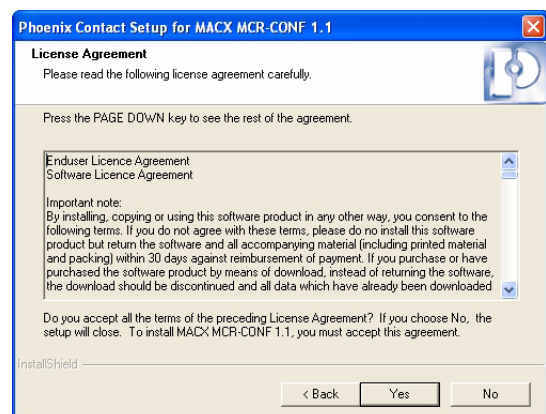 Phoenix Contact Setup for MACX MCR-CONF 1.1
License Agreement
Please read the following license agreement carefully.
Press the PAGE DOWN key to see the rest of the agreement.
Enduser Licence Agreement
Software Licence Agreement
Important note:
By installing, copying or using this software product in any other way, you consent to the
following terms. If you do not agree with these terms, please do no install this software
product but return the software and all accompanying material (including printed material
and packing) within 30 days against reimbursement of payment. If you purchase or have
purchased the software product by means of download, instead of returning the software,
the download should be discontinued and all data which have already been downloaded
Do you accept all the terms of the preceding License Agreement? If you choose No, the
setup will close. To install MACX MCR-CONF 1.1, you must accept this agreement.
InstallShield
< Back
Yes
No